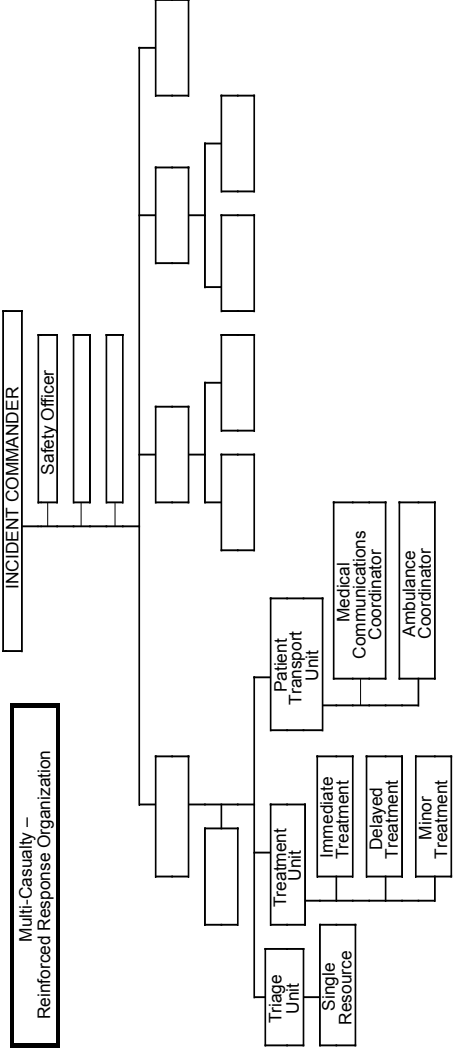 Multi-Casualty –
Reinforced Response Organization
INCIDENT COMMANDER
Safety Officer
Triage
Unit
Single
Resource
Treatment
Unit
Immediate
Treatment
Delayed
Treatment
Minor
Treatment
Patient
Transport
Unit
Medical
Communications
Coordinator
Ambulance
Coordinator